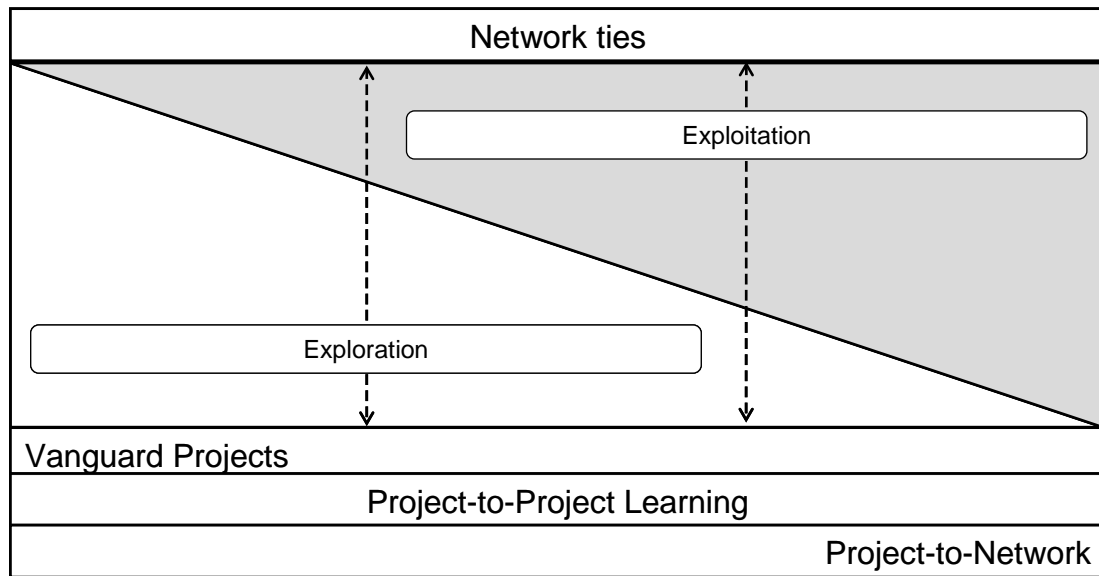 Network ties
Exploitation
Exploration
Vanguard Projects
Project-to-Project Learning
Project-to-Network